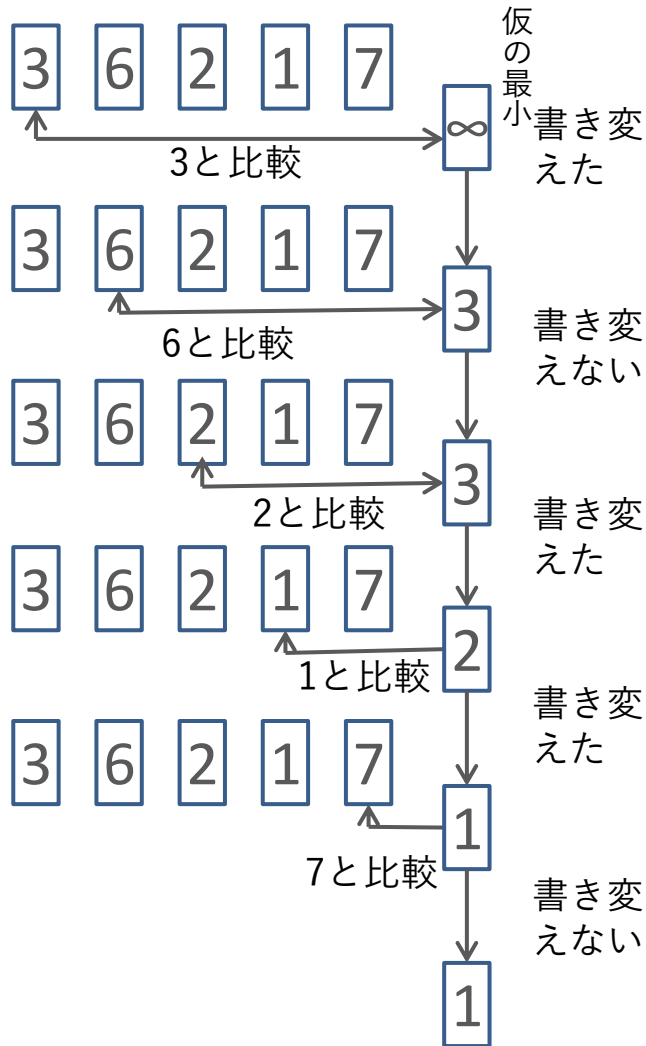 仮の最小
3 6 2 1 7
∞
書き変
えた
3と比較
3 6 2 1 7
3
書き変
えない
6と比較
3 6 2 1 7
3
書き変
えた
2と比較
3 6 2 1 7
2
1と比較
書き変
えた
3 6 2 1 7
1
7と比較
書き変
えない
1